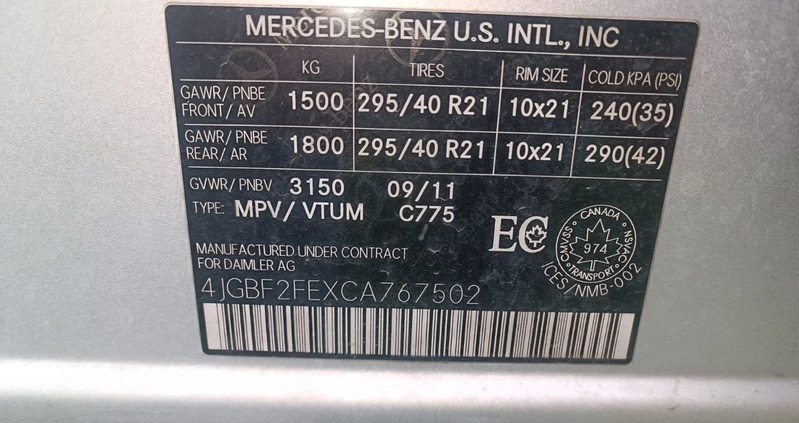 MERCEDES-BENZ U.S. INTL., INC
KG TIRES RIM SIZE COLD KPA (PSI)
GAWR/ PNBE
FRONT/ AV 1500 295/40 R21 10x21 240(35)
GAWR/ PNBE
REAR/ AR 1800 295/40 R21 10x21 290(42)
GVWR/ PNBV 3150 09/11
TYPE: MPV/ VTUM C775
MANUFACTURED UNDER CONTRACT
FOR DAIMLER AG
EC
CANADA
CMVSS 974 NSVAC
TRANSPORT
ICES/NMB-002
4JGBF2FEXCA767502